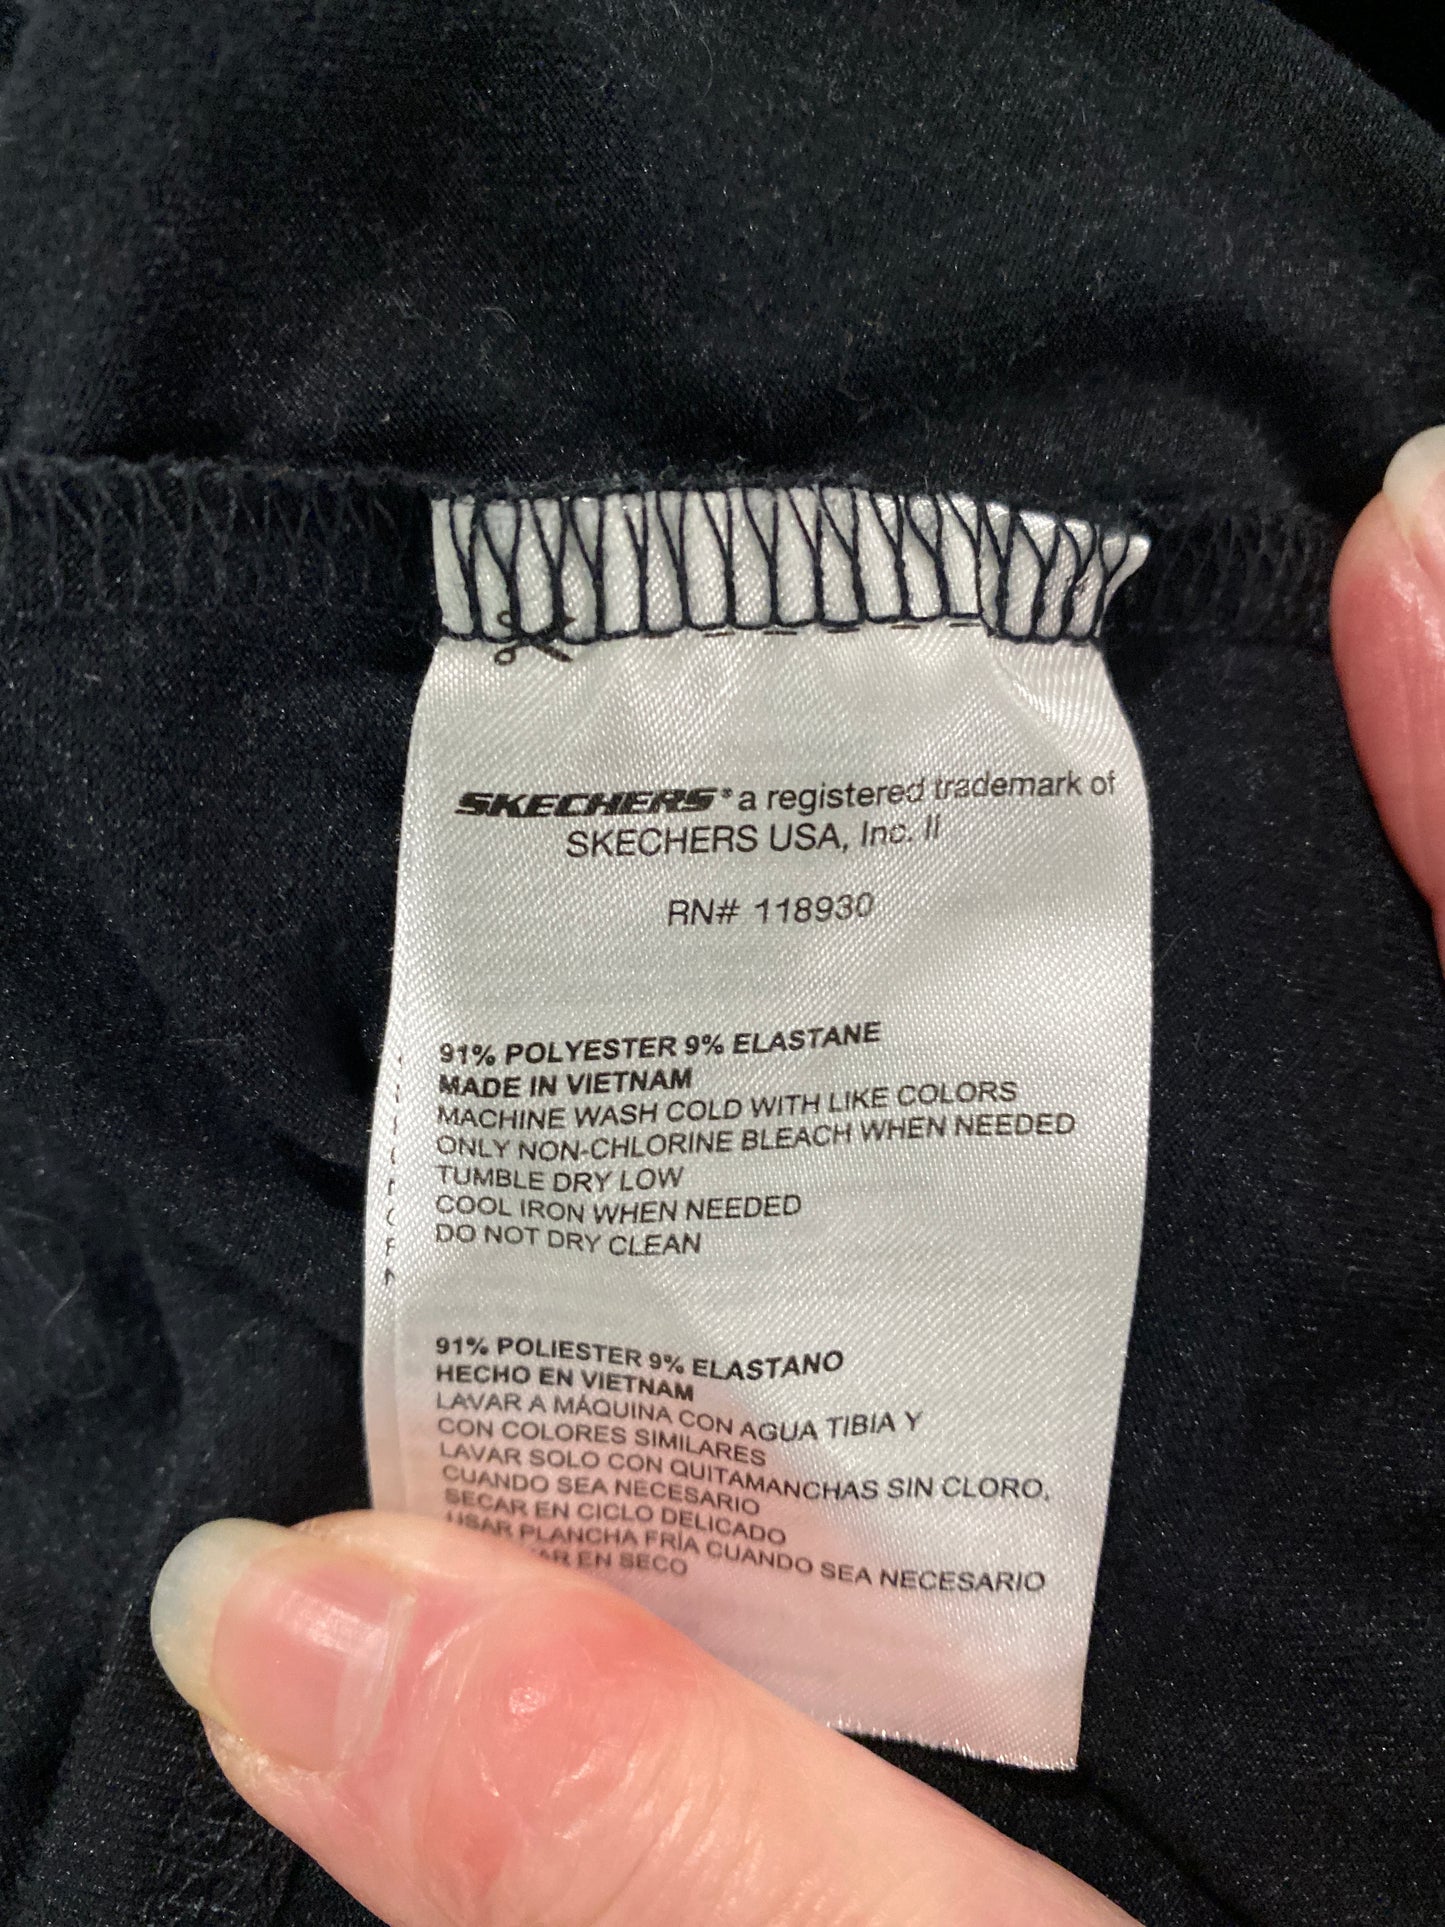 SKECHERS® a registered trademark of
SKECHERS USA, Inc. II
RN# 118930
91% POLYESTER 9% ELASTANE
MADE IN VIETNAM
MACHINE WASH COLD WITH LIKE COLORS
ONLY NON-CHLORINE BLEACH WHEN NEEDED
TUMBLE DRY LOW
COOL IRON WHEN NEEDED
DO NOT DRY CLEAN
91% POLIESTER 9% ELASTANO
HECHO EN VIETNAM
LAVAR A MÁQUINA CON AGUA TIBIA Y
CON COLORES SIMILARES
LAVAR SOLO CON QUITAMANCHAS SIN CLORO,
CUANDO SEA NECESARIO
SECAR EN CICLO DELICADO
USAR PLANCHA FRÍA CUANDO SEA NECESARIO
EN SECO